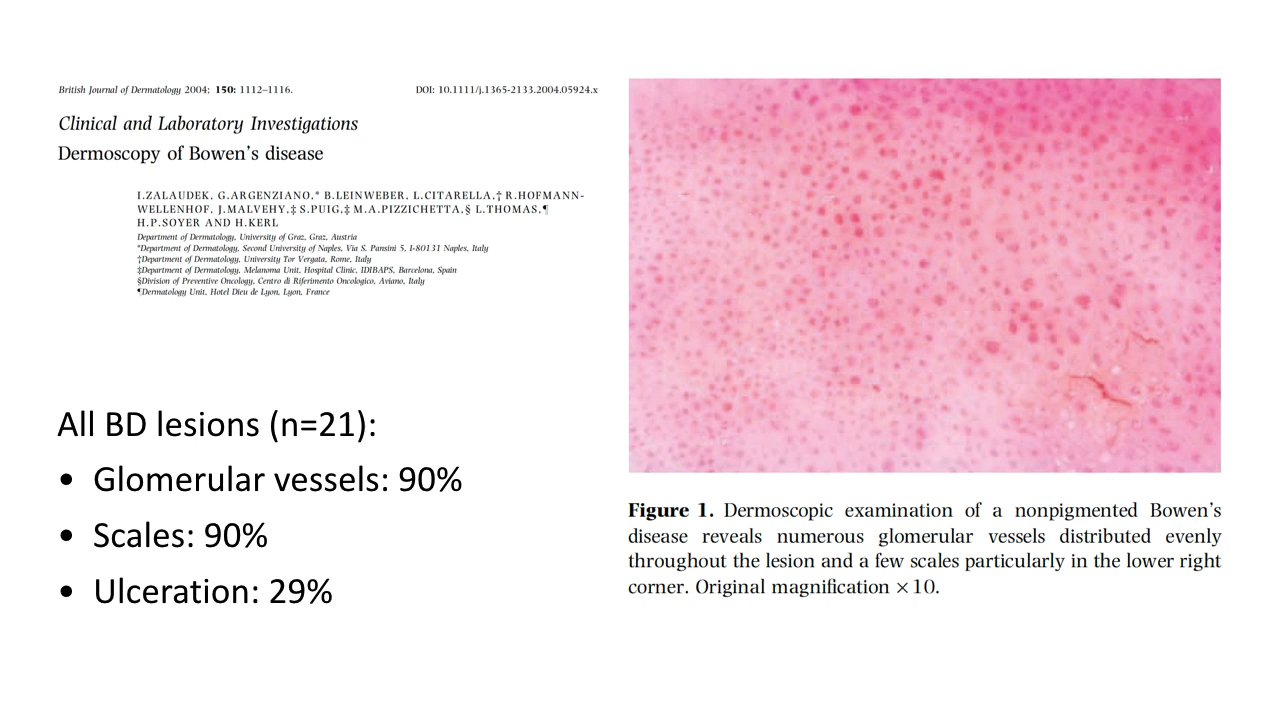 British Journal of Dermatology 2004; 150: 1112–1116.
DOI: 10.1111/j.1365-2133.2004.05924.x
Clinical and Laboratory Investigations
Dermoscopy of Bowen's disease
I.ZALAUDEK, G.ARGENZIANO,* B.LEINWEBER, L.CITARELLA,† R.HOFMANN-
WELLENHOF, J.MALVEHY,‡ S.PUIG,‡ M.A.PIZZICHETTA,§ L.THOMAS,¶
H.P.SOYER AND H.KERL
Department of Dermatology, University of Graz, Graz, Austria
*Department of Dermatology, Second University of Naples, Via S. Pansini 5, I-80131 Naples, Italy
†Department of Dermatology, University Tor Vergata, Rome, Italy
‡Department of Dermatology, Melanoma Unit, Hospital Clinic, IDIBAPS, Barcelona, Spain
§Division of Preventive Oncology, Centro di Riferimento Oncologico, Aviano, Italy
¶Dermatology Unit, Hotel Dieu de Lyon, Lyon, France
All BD lesions (n=21):
• Glomerular vessels: 90%
• Scales: 90%
• Ulceration: 29%
Figure 1. Dermoscopic examination of a nonpigmented Bowen's
disease reveals numerous glomerular vessels distributed evenly
throughout the lesion and a few scales particularly in the lower right
corner. Original magnification ×10.